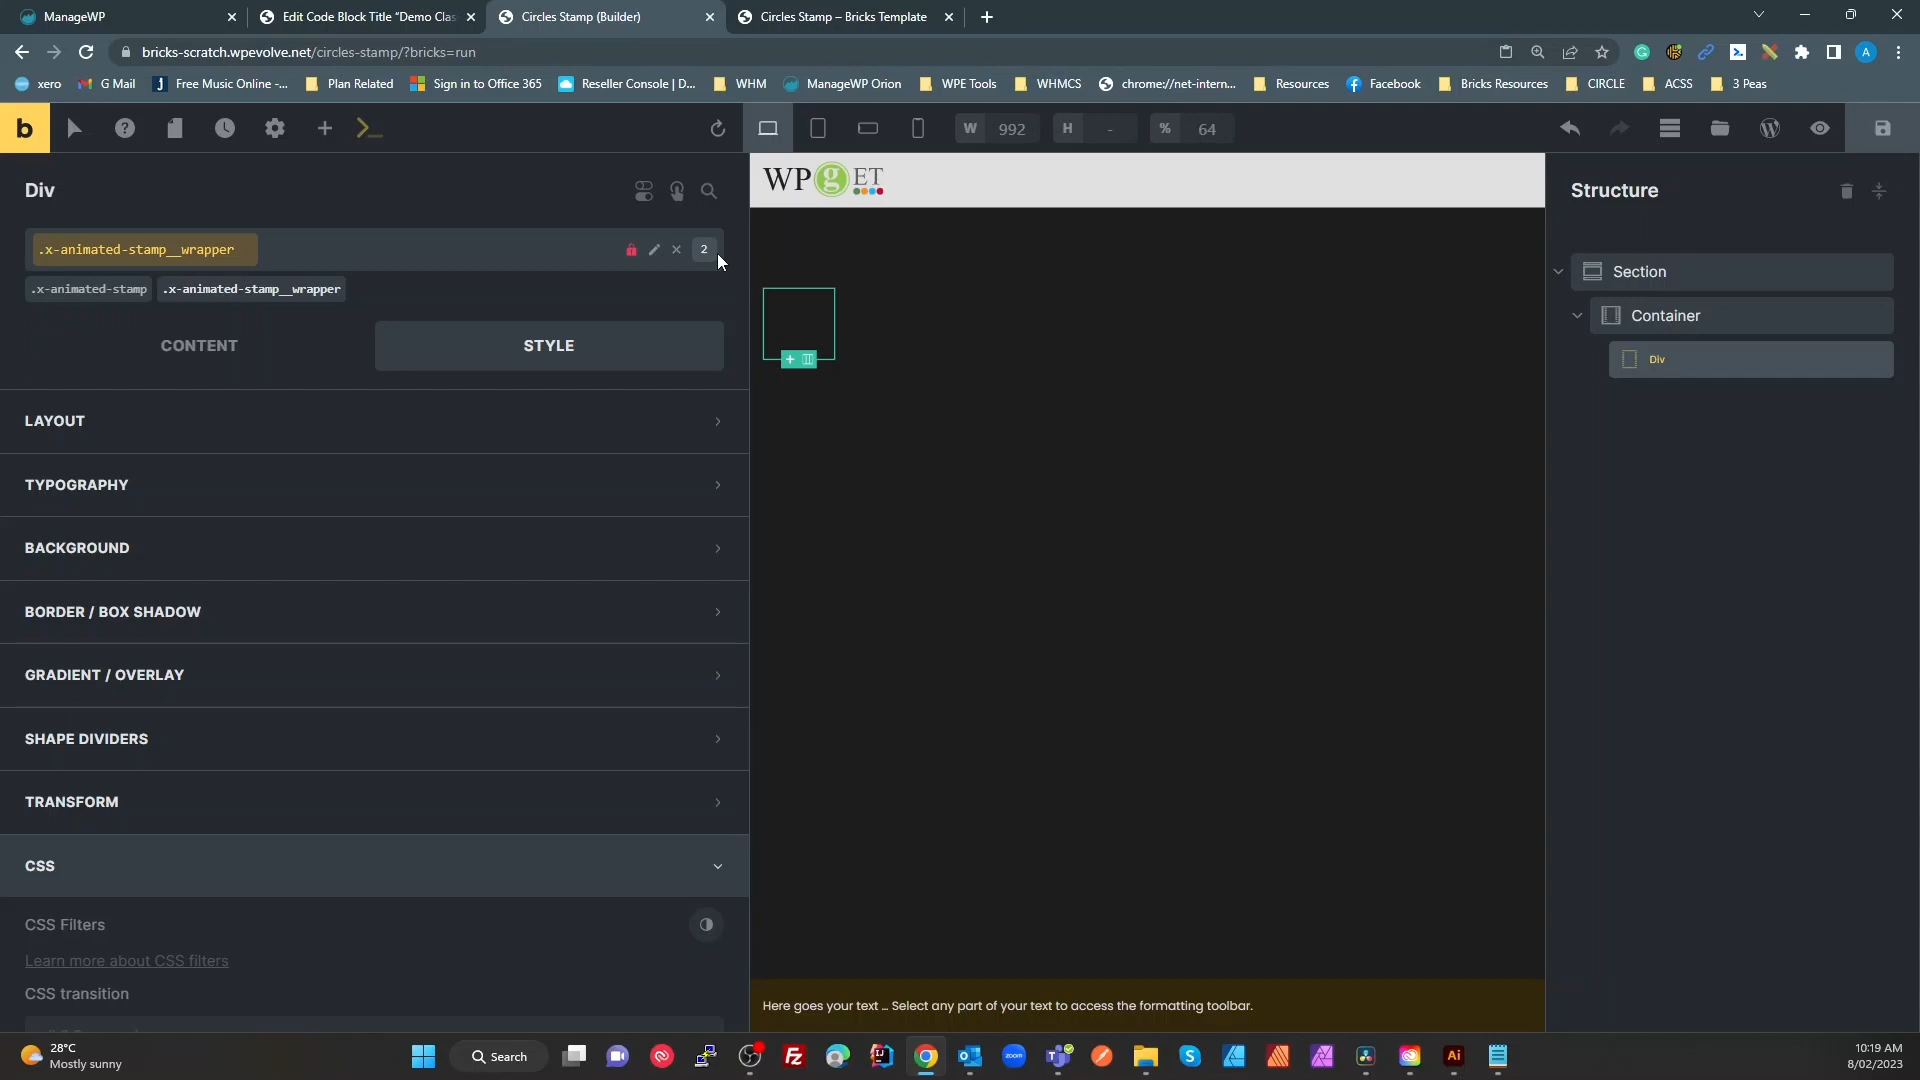 ManageWP
Edit Code Block Title "Demo Clas
Circles Stamp (Builder)
Circles Stamp – Bricks Template
bricks-scratch.wpevolve.net/circles-stamp/?bricks=run
xero
G Mail
Free Music Online -...
Plan Related
Sign in to Office 365
Reseller Console | D...
WHM
ManageWP Orion
WPE Tools
WHMCS
chrome://net-intern...
Resources
Facebook
Bricks Resources
CIRCLE
ACSS
3 Peas
b
W 992
H -
% 64
Div
.x-animated-stamp__wrapper
2
.x-animated-stamp
.x-animated-stamp__wrapper
CONTENT
STYLE
LAYOUT
TYPOGRAPHY
BACKGROUND
BORDER / BOX SHADOW
GRADIENT / OVERLAY
SHAPE DIVIDERS
TRANSFORM
CSS
CSS Filters
Learn more about CSS filters
CSS transition
WPgET
Here goes your text ... Select any part of your text to access the formatting toolbar.
Structure
Section
Container
Div
28°C
Mostly sunny
Search
zoom
Ai
10:19 AM
8/02/2023